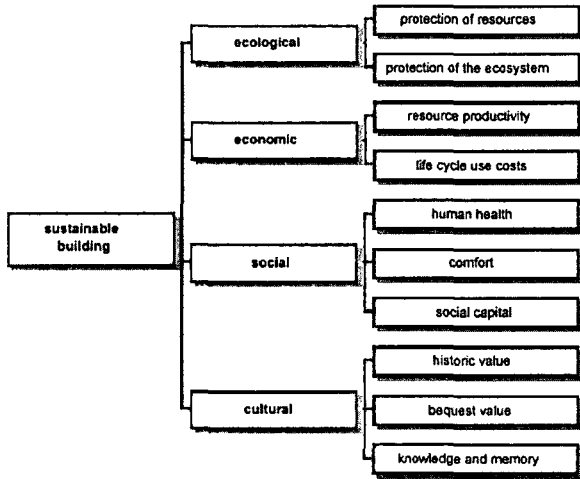 sustainable
building
ecological
protection of resources
protection of the ecosystem
economic
resource productivity
life cycle use costs
social
human health
comfort
social capital
cultural
historic value
bequest value
knowledge and memory